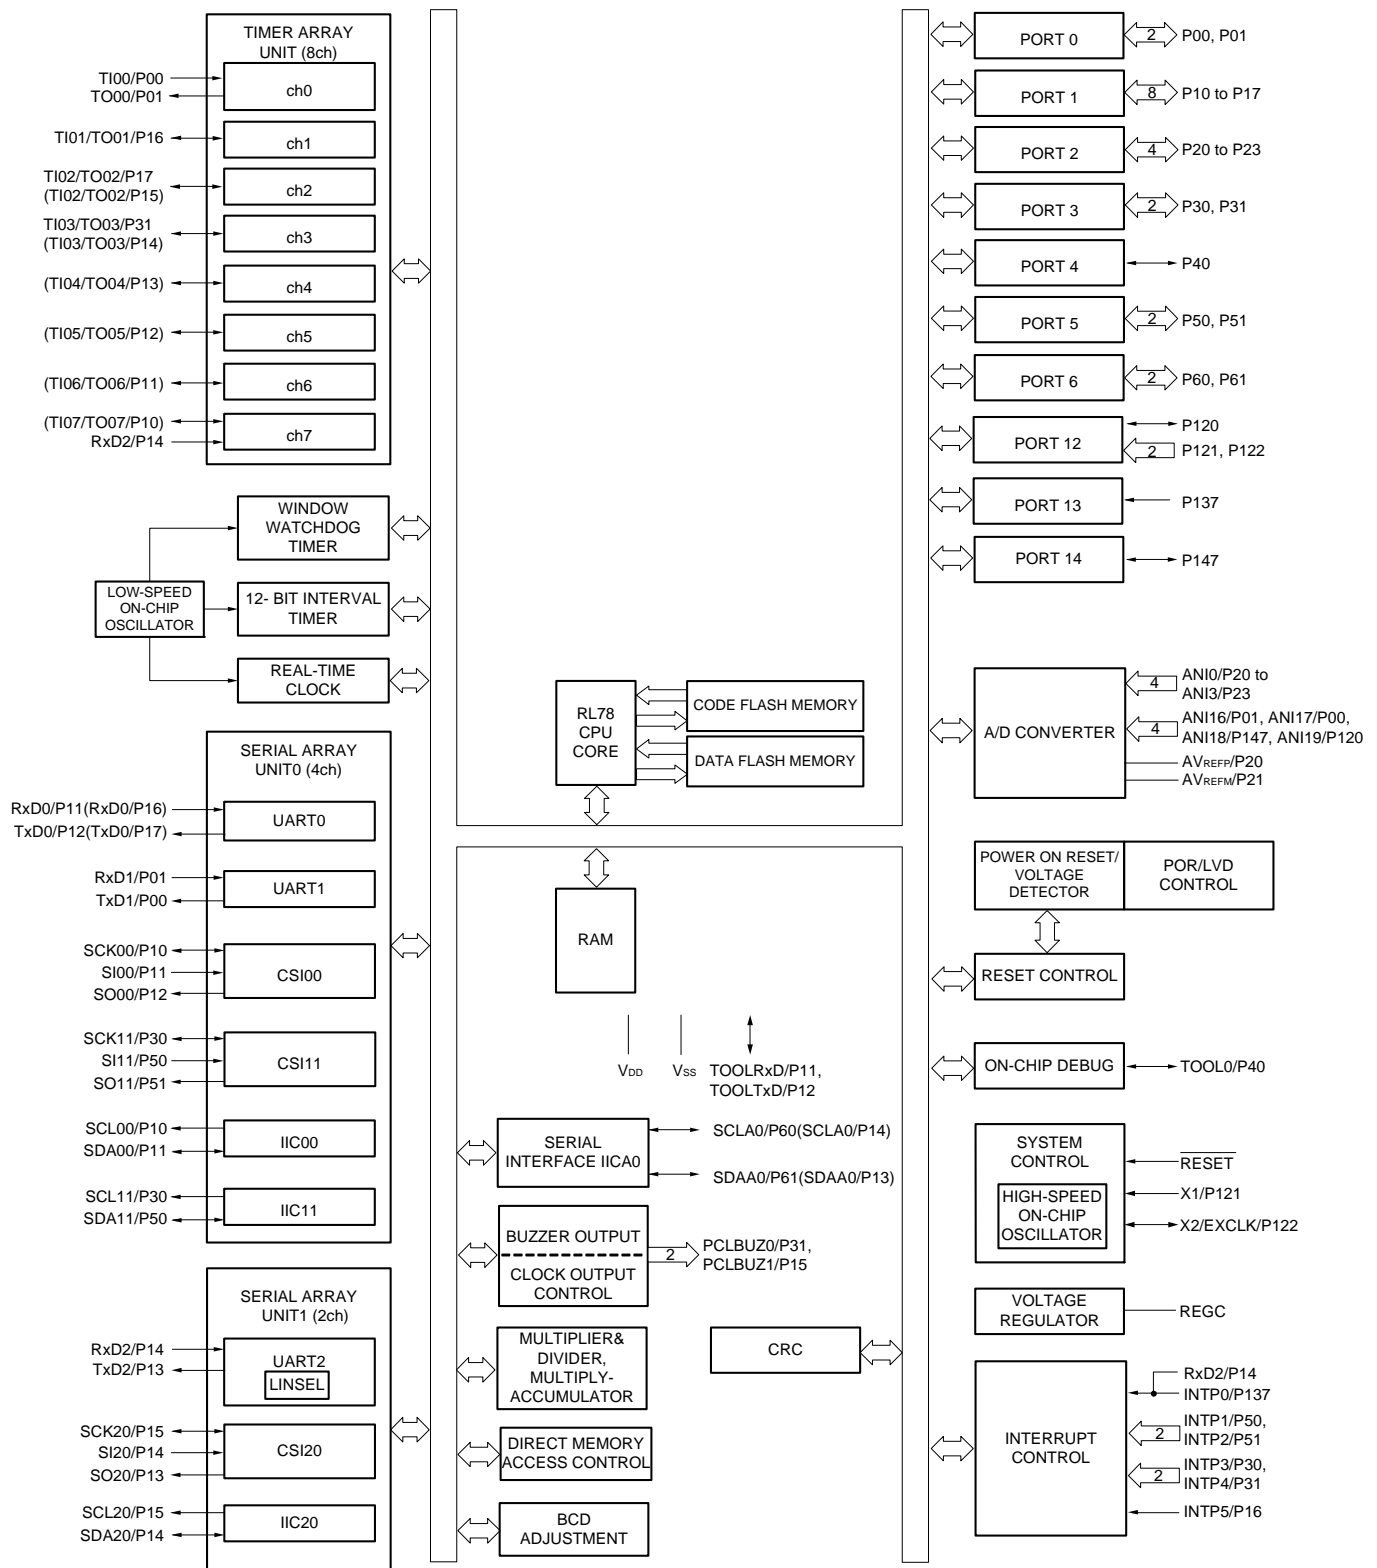 TIMER ARRAY
UNIT (8ch)
TI00/P00
TO00/P01
ch0
TI01/TO01/P16
ch1
TI02/TO02/P17
(TI02/TO02/P15)
ch2
TI03/TO03/P31
(TI03/TO03/P14)
ch3
(TI04/TO04/P13)
ch4
(TI05/TO05/P12)
ch5
(TI06/TO06/P11)
ch6
(TI07/TO07/P10)
RxD2/P14
ch7
WINDOW
WATCHDOG
TIMER
LOW-SPEED
ON-CHIP
OSCILLATOR
12- BIT INTERVAL
TIMER
REAL-TIME
CLOCK
SERIAL ARRAY
UNIT0 (4ch)
RxD0/P11(RxD0/P16)
TxD0/P12(TxD0/P17)
UART0
RxD1/P01
TxD1/P00
UART1
SCK00/P10
SI00/P11
SO00/P12
CSI00
SCK11/P30
SI11/P50
SO11/P51
CSI11
SCL00/P10
SDA00/P11
IIC00
SCL11/P30
SDA11/P50
IIC11
SERIAL ARRAY
UNIT1 (2ch)
RxD2/P14
TxD2/P13
UART2
LINSEL
SCK20/P15
SI20/P14
SO20/P13
CSI20
SCL20/P15
SDA20/P14
IIC20
RL78
CPU
CORE
CODE FLASH MEMORY
DATA FLASH MEMORY
RAM
VDD
VSS
TOOLRxD/P11,
TOOLTxD/P12
SERIAL
INTERFACE IICA0
SCLA0/P60(SCLA0/P14)
SDAA0/P61(SDAA0/P13)
BUZZER OUTPUT
CLOCK OUTPUT
CONTROL
2
PCLBUZ0/P31,
PCLBUZ1/P15
MULTIPLIER&
DIVIDER,
MULTIPLY-
ACCUMULATOR
CRC
DIRECT MEMORY
ACCESS CONTROL
BCD
ADJUSTMENT
PORT 0
2
P00, P01
PORT 1
8
P10 to P17
PORT 2
4
P20 to P23
PORT 3
2
P30, P31
PORT 4
P40
PORT 5
2
P50, P51
PORT 6
2
P60, P61
PORT 12
P120
2
P121, P122
PORT 13
P137
PORT 14
P147
A/D CONVERTER
4
ANI0/P20 to
ANI3/P23
4
ANI16/P01, ANI17/P00,
ANI18/P147, ANI19/P120
AVREFP/P20
AVREFM/P21
POWER ON RESET/
VOLTAGE
DETECTOR
POR/LVD
CONTROL
RESET CONTROL
ON-CHIP DEBUG
TOOL0/P40
SYSTEM
CONTROL
HIGH-SPEED
ON-CHIP
OSCILLATOR
RESET
X1/P121
X2/EXCLK/P122
VOLTAGE
REGULATOR
REGC
INTERRUPT
CONTROL
RxD2/P14
INTP0/P137
2
INTP1/P50,
INTP2/P51
2
INTP3/P30,
INTP4/P31
INTP5/P16